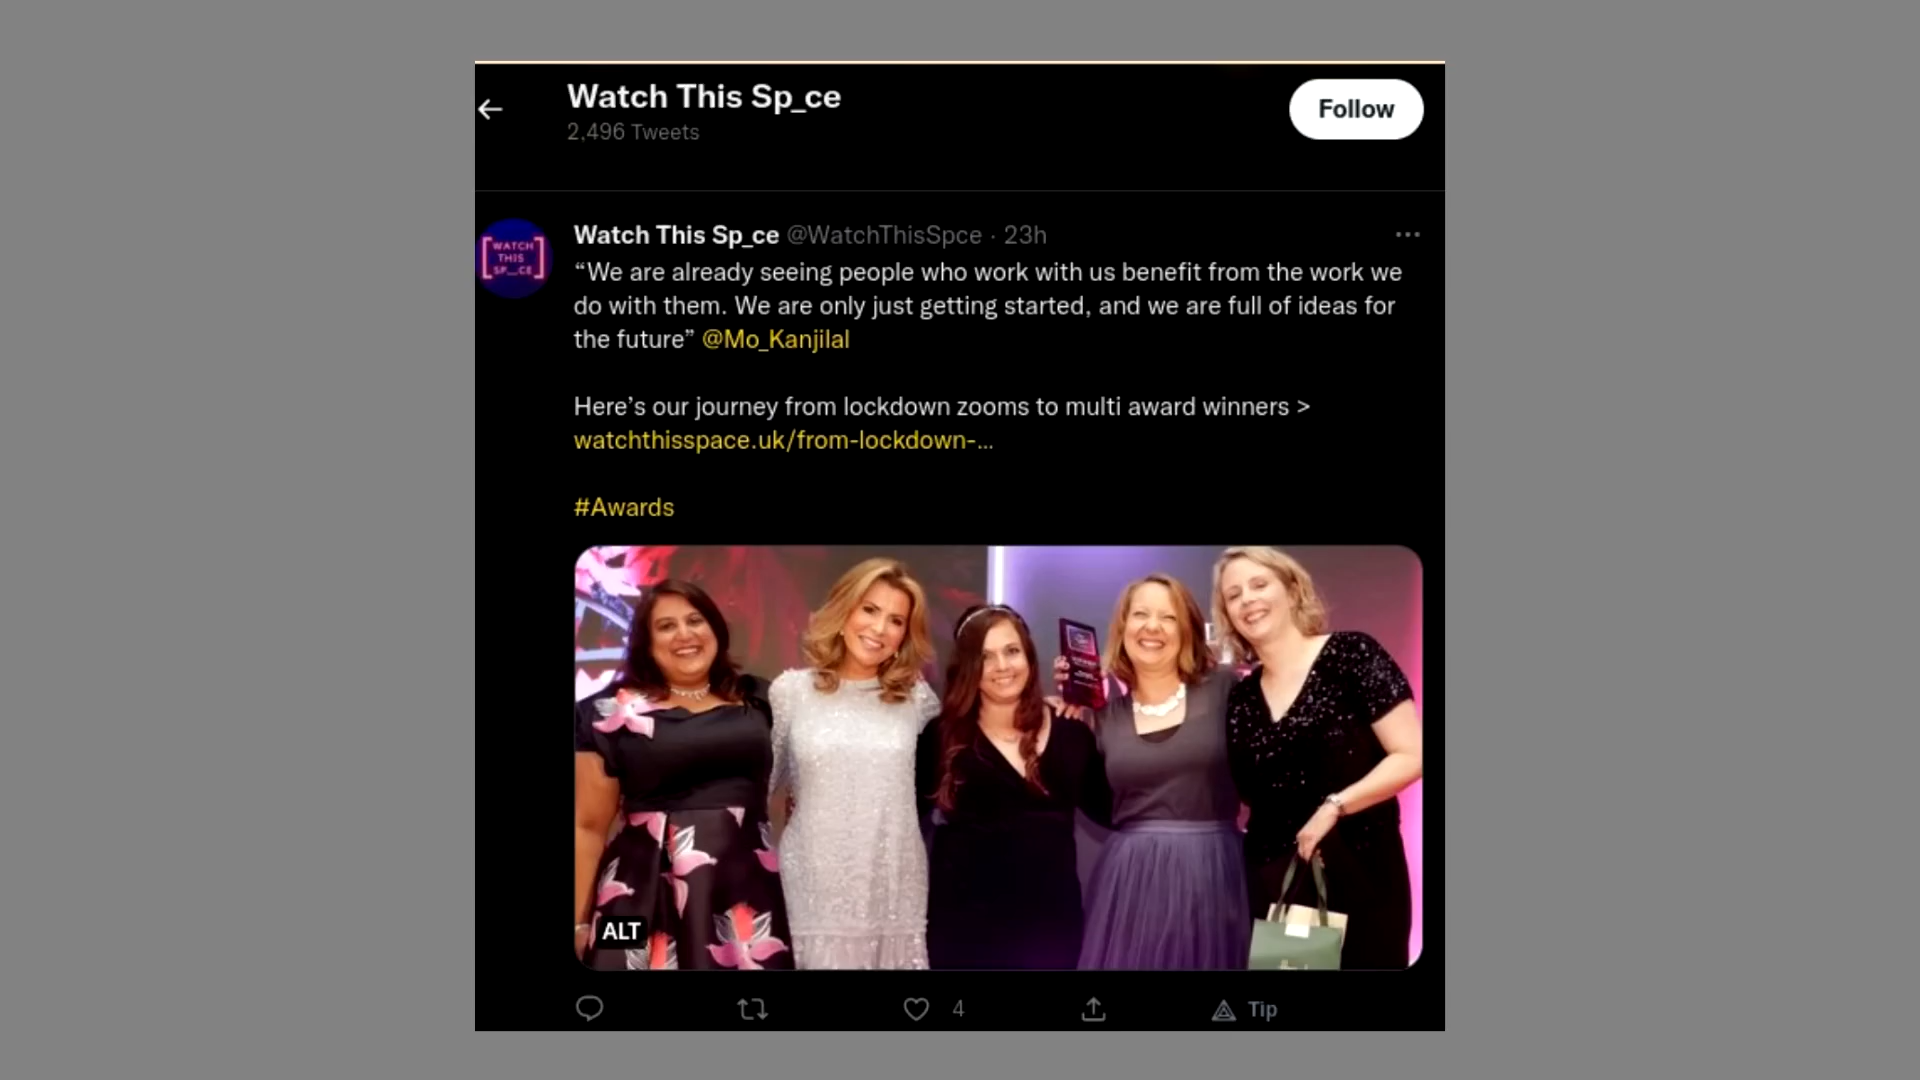 Watch This Sp_ce
2,496 Tweets
Follow
WATCH
THIS
SP_CE
Watch This Sp_ce @WatchThisSpce · 23h
“We are already seeing people who work with us benefit from the work we
do with them. We are only just getting started, and we are full of ideas for
the future” @Mo_Kanjilal
Here’s our journey from lockdown zooms to multi award winners >
watchthisspace.uk/from-lockdown-…
#Awards
ALT
4
Tip